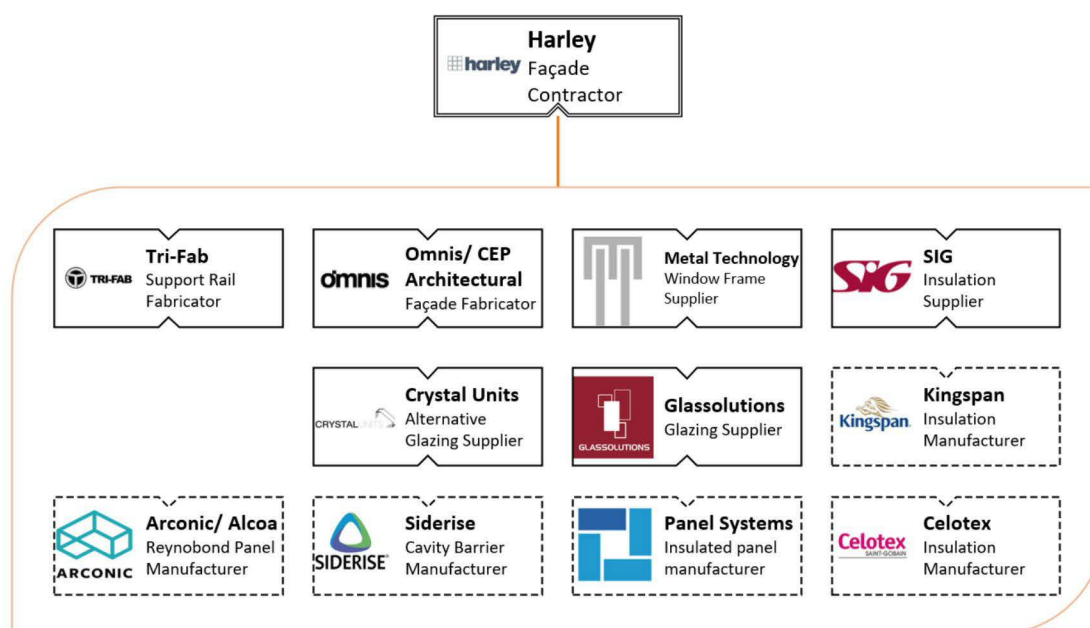 harley
Harley
Façade
Contractor
TRI-FAB
Tri-Fab
Support Rail
Fabricator
omnis
Omnis/ CEP
Architectural
Façade Fabricator
Metal Technology
Window Frame
Supplier
SIG
SIG
Insulation
Supplier
CRYSTALUNITS
Crystal Units
Alternative
Glazing Supplier
GLASSOLUTIONS
Glassolutions
Glazing Supplier
Kingspan
Kingspan
Insulation
Manufacturer
ARCONIC
Arconic/ Alcoa
Reynobond Panel
Manufacturer
SIDERISE
Siderise
Cavity Barrier
Manufacturer
Panel Systems
Insulated panel
manufacturer
Celotex
SAINT-GOBAIN
Celotex
Insulation
Manufacturer